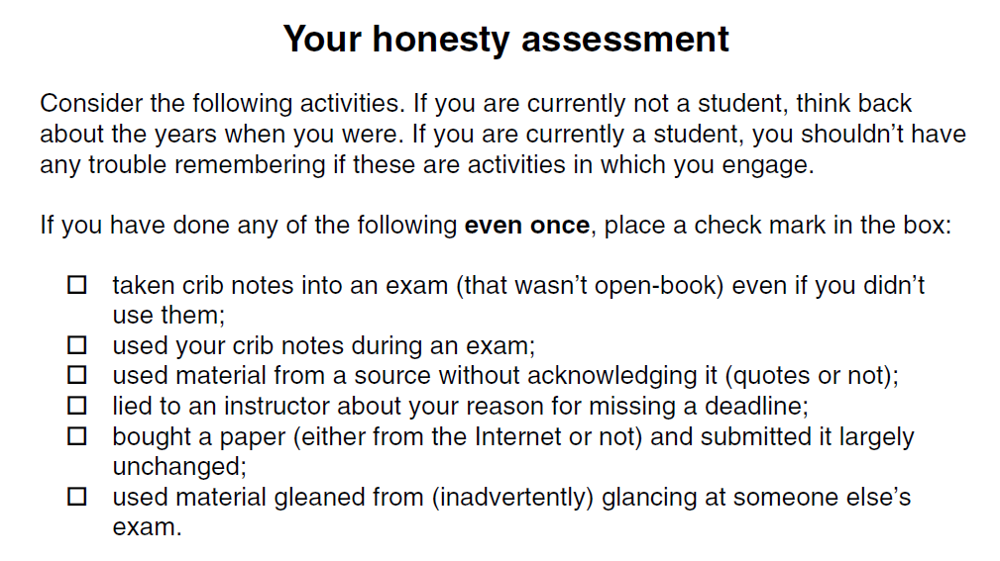 Your honesty assessment
Consider the following activities. If you are currently not a student, think back
about the years when you were. If you are currently a student, you shouldn’t have
any trouble remembering if these are activities in which you engage.
If you have done any of the following even once, place a check mark in the box:
☐ taken crib notes into an exam (that wasn’t open-book) even if you didn’t
use them;
☐ used your crib notes during an exam;
☐ used material from a source without acknowledging it (quotes or not);
☐ lied to an instructor about your reason for missing a deadline;
☐ bought a paper (either from the Internet or not) and submitted it largely
unchanged;
☐ used material gleaned from (inadvertently) glancing at someone else’s
exam.